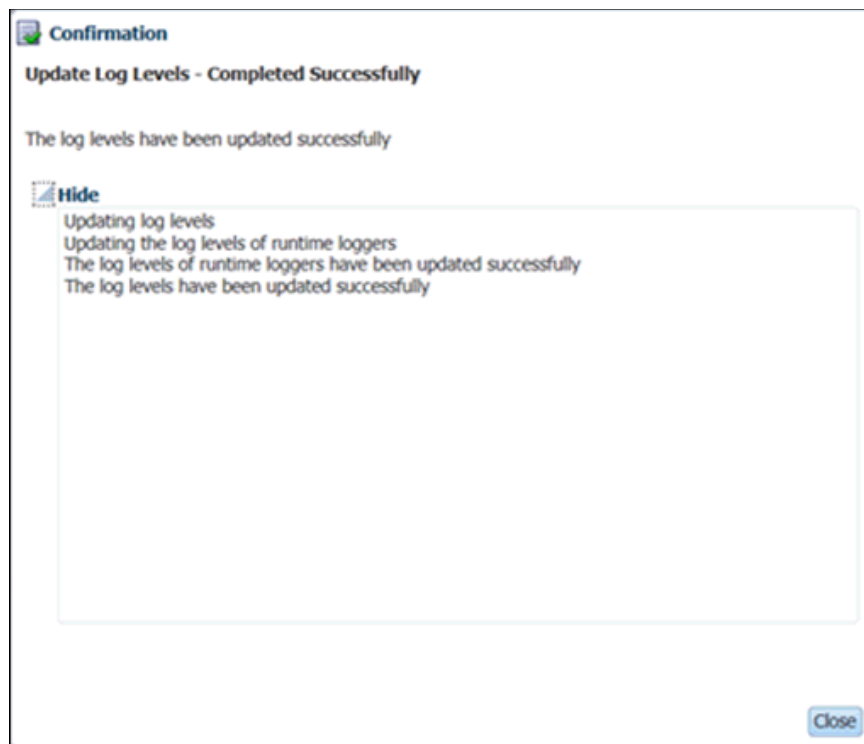 Confirmation
Update Log Levels - Completed Successfully
The log levels have been updated successfully
Hide
Updating log levels
Updating the log levels of runtime loggers
The log levels of runtime loggers have been updated successfully
The log levels have been updated successfully
Close